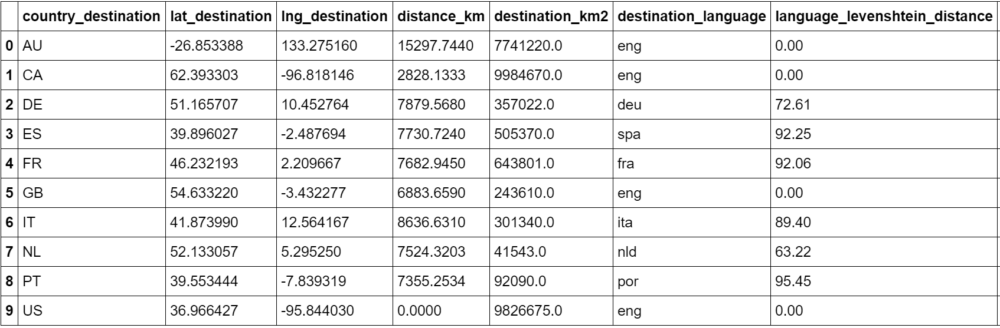 country_destination lat_destination lng_destination distance_km destination_km2 destination_language language_levenshtein_distance
0 AU -26.853388 133.275160 15297.7440 7741220.0 eng 0.00
1 CA 62.393303 -96.818146 2828.1333 9984670.0 eng 0.00
2 DE 51.165707 10.452764 7879.5680 357022.0 deu 72.61
3 ES 39.896027 -2.487694 7730.7240 505370.0 spa 92.25
4 FR 46.232193 2.209667 7682.9450 643801.0 fra 92.06
5 GB 54.633220 -3.432277 6883.6590 243610.0 eng 0.00
6 IT 41.873990 12.564167 8636.6310 301340.0 ita 89.40
7 NL 52.133057 5.295250 7524.3203 41543.0 nld 63.22
8 PT 39.553444 -7.839319 7355.2534 92090.0 por 95.45
9 US 36.966427 -95.844030 0.0000 9826675.0 eng 0.00